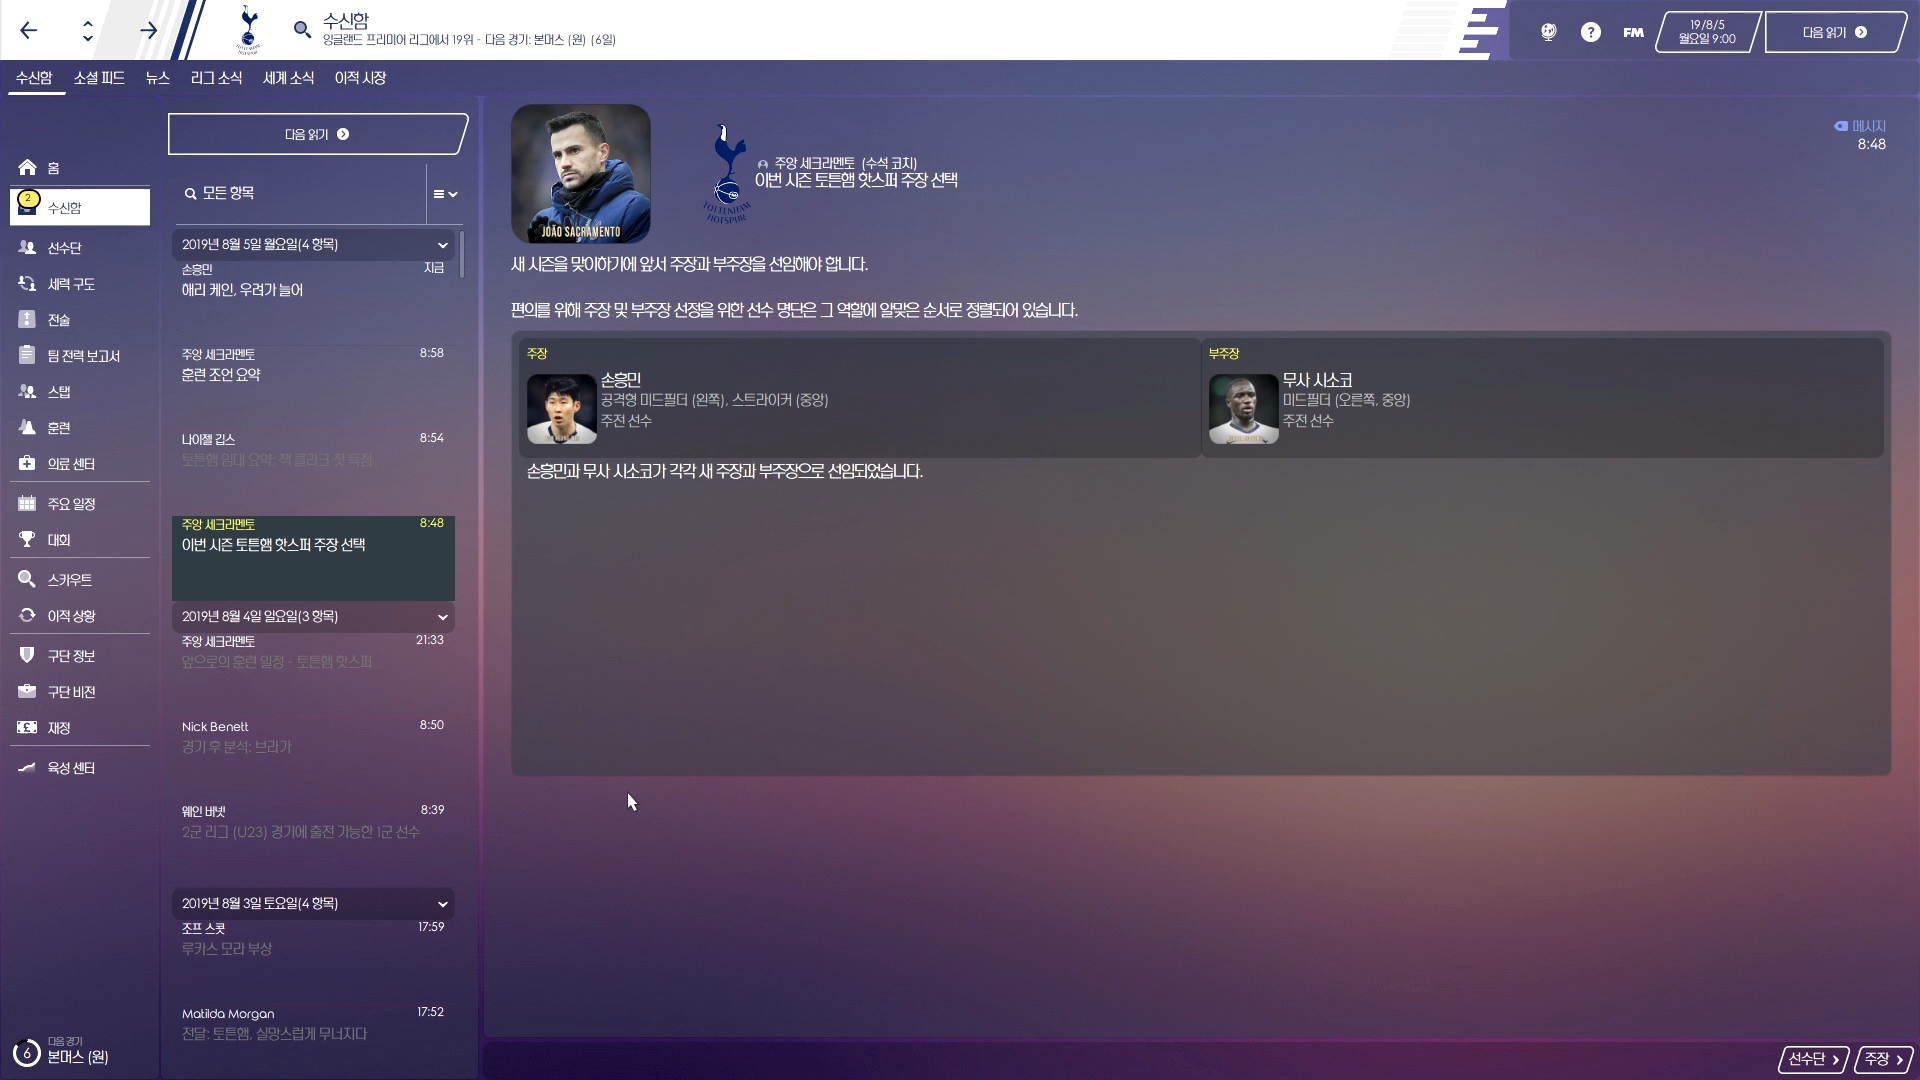 수신함
잉글랜드 프리미어 리그에서 19위 - 다음 경기: 본머스 (원) (6일)
FM
19/8/5
월요일 9:00
다음 읽기
수신함
소셜 피드
뉴스
리그 소식
세계 소식
이적 시장
홈
2
수신함
선수단
세력 구도
전술
팀 전력 보고서
스탭
훈련
의료 센터
주요 일정
대회
스카우트
이적 상황
구단 정보
구단 비전
재정
육성 센터
6
다음 경기
본머스 (원)
다음 읽기
모든 항목
2019년 8월 5일 월요일(4 항목)
손흥민 지금
해리 케인, 우려가 늘어
주앙 세크라멘토 8:58
훈련 조언 요약
나이젤 깁스 8:54
토튼햄 임대 요약: 잭 클라크 첫 득점
주앙 세크라멘토 8:48
이번 시즌 토튼햄 핫스퍼 주장 선택
2019년 8월 4일 일요일(3 항목)
주앙 세크라멘토 21:33
앞으로의 훈련 일정 - 토튼햄 핫스퍼
Nick Benett 8:50
경기 후 분석: 브라가
웨인 버넷 8:39
2군 리그 (U23) 경기에 출전 가능한 1군 선수
2019년 8월 3일 토요일(4 항목)
조프 스콧 17:59
루카스 모라 부상
Matilda Morgan 17:52
전달: 토튼햄, 실망스럽게 무너지다
JOÃO SACRAMENTO
TOTTENHAM
HOTSPUR
주앙 세크라멘토 (수석 코치)
이번 시즌 토튼햄 핫스퍼 주장 선택
메시지
8:48
새 시즌을 맞이하기에 앞서 주장과 부주장을 선임해야 합니다.
편의를 위해 주장 및 부주장 선정을 위한 선수 명단은 그 역할에 알맞은 순서로 정렬되어 있습니다.
주장
손흥민
공격형 미드필더 (왼쪽), 스트라이커 (중앙)
주전 선수
부주장
무사 시소코
미드필더 (오른쪽, 중앙)
주전 선수
손흥민과 무사 시소코가 각각 새 주장과 부주장으로 선임되었습니다.
선수단
주장